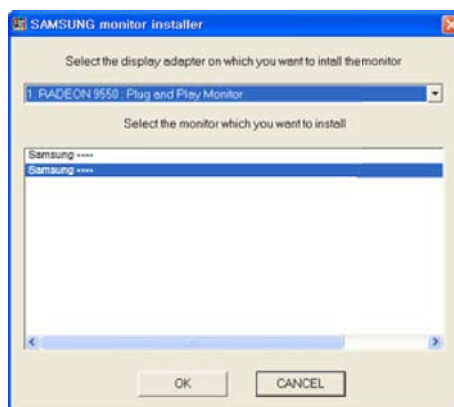 SAMSUNG monitor installer
Select the display adapter on which you want to intall themonitor
1. RADEON 9550 : Plug and Play Monitor
Select the monitor which you want to install
Samsung ----
Samsung ----
OK CANCEL